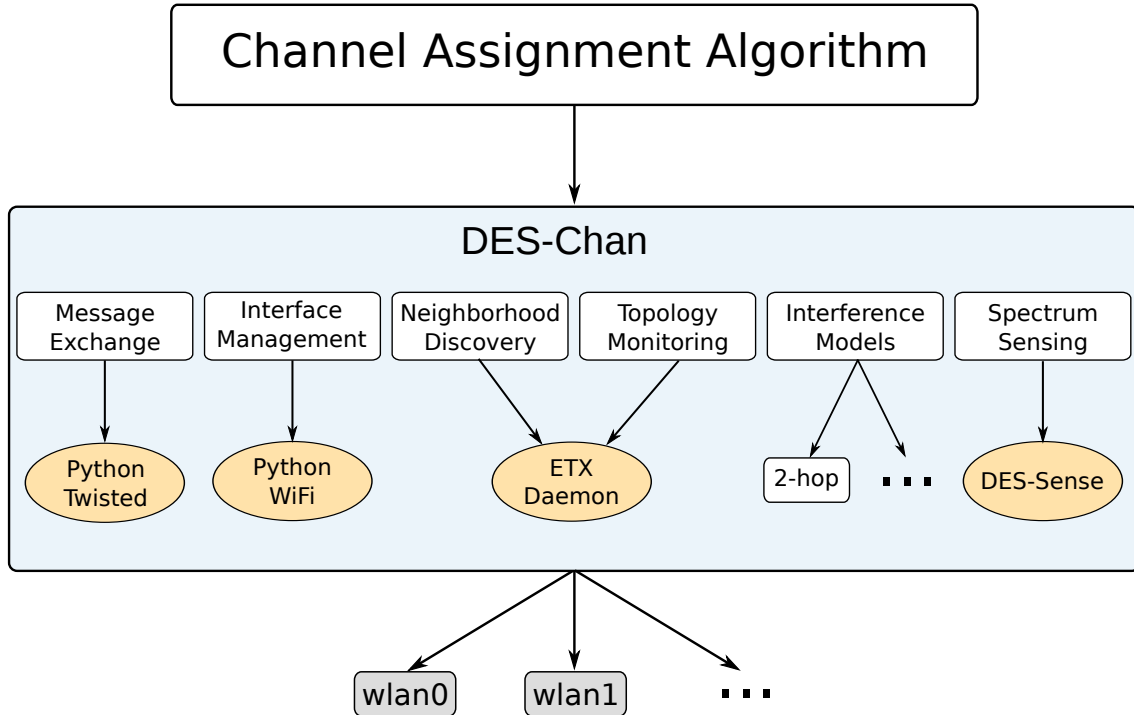 Channel Assignment Algorithm
DES-Chan
Message
Exchange
Interface
Management
Neighborhood
Discovery
Topology
Monitoring
Interference
Models
Spectrum
Sensing
Python
Twisted
Python
WiFi
ETX
Daemon
2-hop
...
DES-Sense
wlan0
wlan1
...